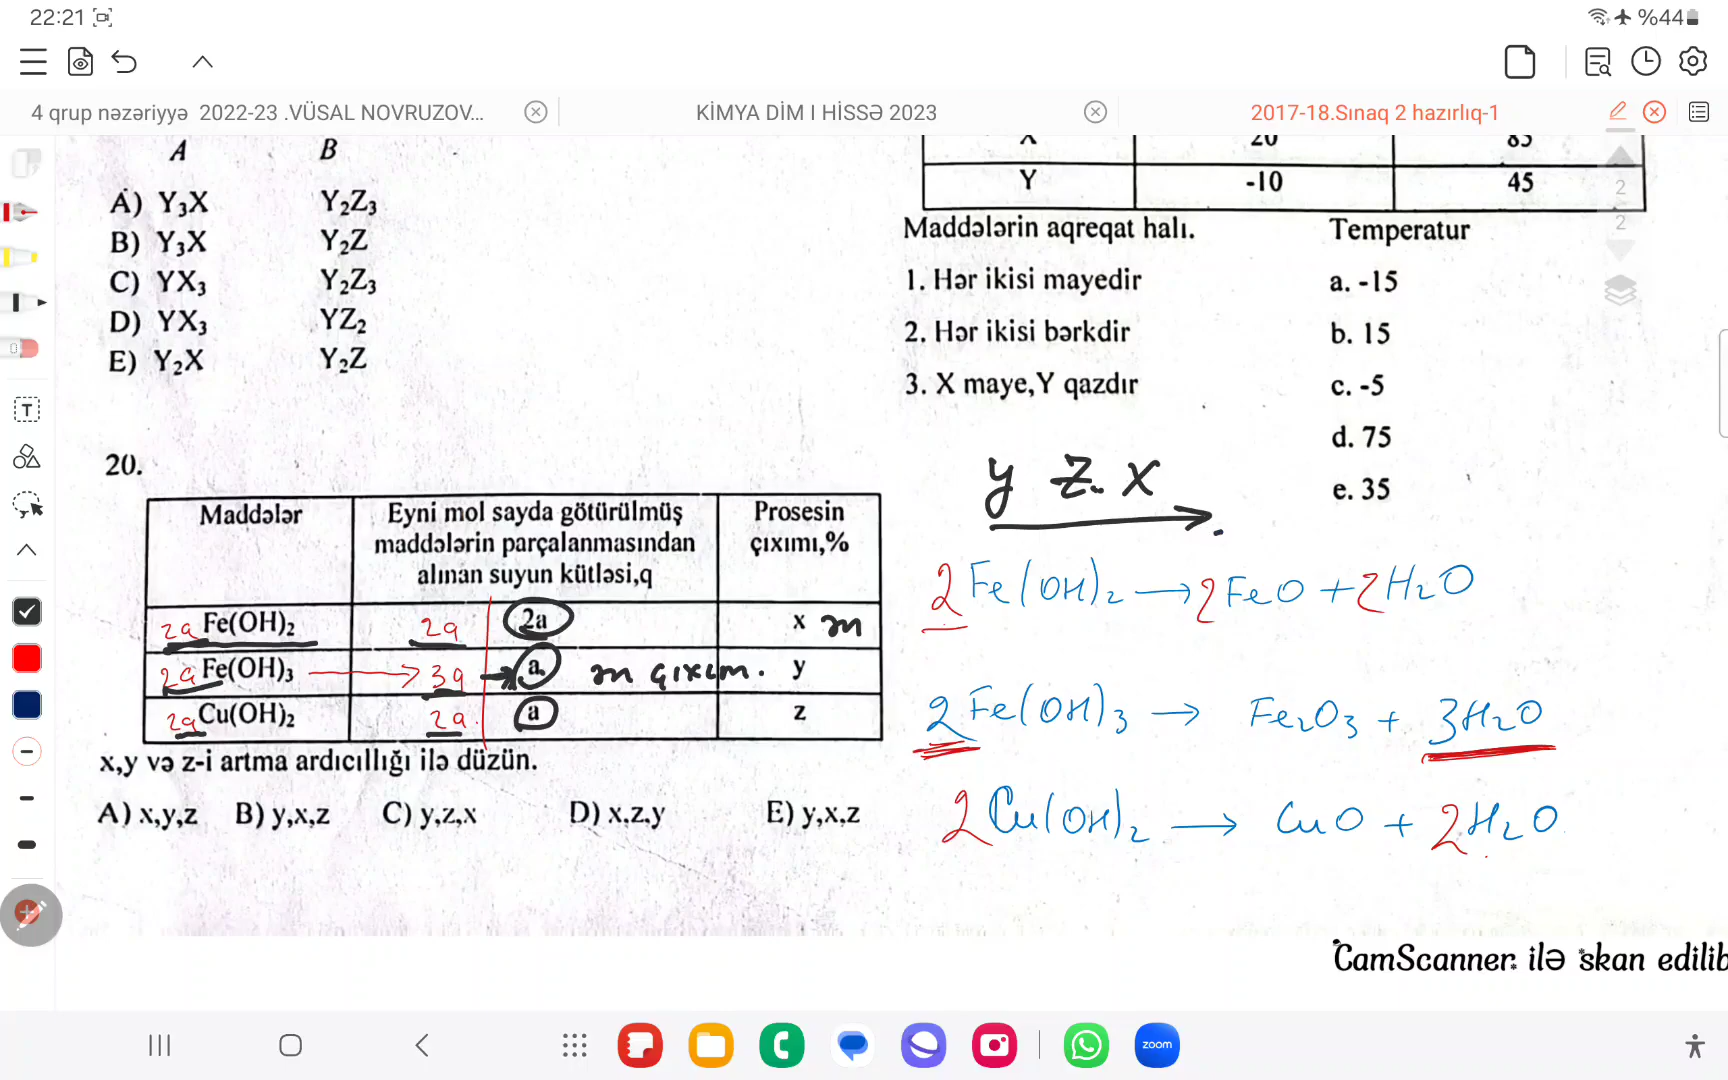 22:21 %44
4 qrup nəzəriyyə 2022-23 .VÜSAL NOVRUZOV...
KİMYA DİM I HİSSƏ 2023
2017-18.Sınaq 2 hazırlıq-1
A B
A) Y₃X Y₂Z₃
B) Y₃X Y₂Z
C) YX₃ Y₂Z₃
D) YX₃ YZ₂
E) Y₂X Y₂Z
20.
Maddələr
Eyni mol sayda götürülmüş maddələrin parçalanmasından alınan suyun kütləsi,q
Prosesin çıxımı,%
2a Fe(OH)₂ 2a 2a x m
2a Fe(OH)₃ → 3a → a m çıxım. y
2a Cu(OH)₂ 2a a z
x,y və z-i artma ardıcıllığı ilə düzün.
A) x,y,z B) y,x,z C) y,z,x D) x,z,y E) y,x,z
X 20 85
Y -10 45
2
2
Maddələrin aqreqat halı. Temperatur
1. Hər ikisi mayedir a. -15
2. Hər ikisi bərkdir b. 15
3. X maye,Y qazdır c. -5
d. 75
e. 35
y z x
2Fe(OH)₂ → 2FeO + 2H₂O
2Fe(OH)₃ → Fe₂O₃ + 3H₂O
2Cu(OH)₂ → CuO + 2H₂O
CamScanner ilə skan edilib
zoom